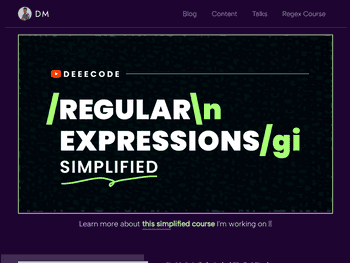 DM
Blog Content Talks Regex Course
DEEECODE
/REGULAR\n
EXPRESSIONS/gi
SIMPLIFIED
Learn more about this simplified course I'm working on